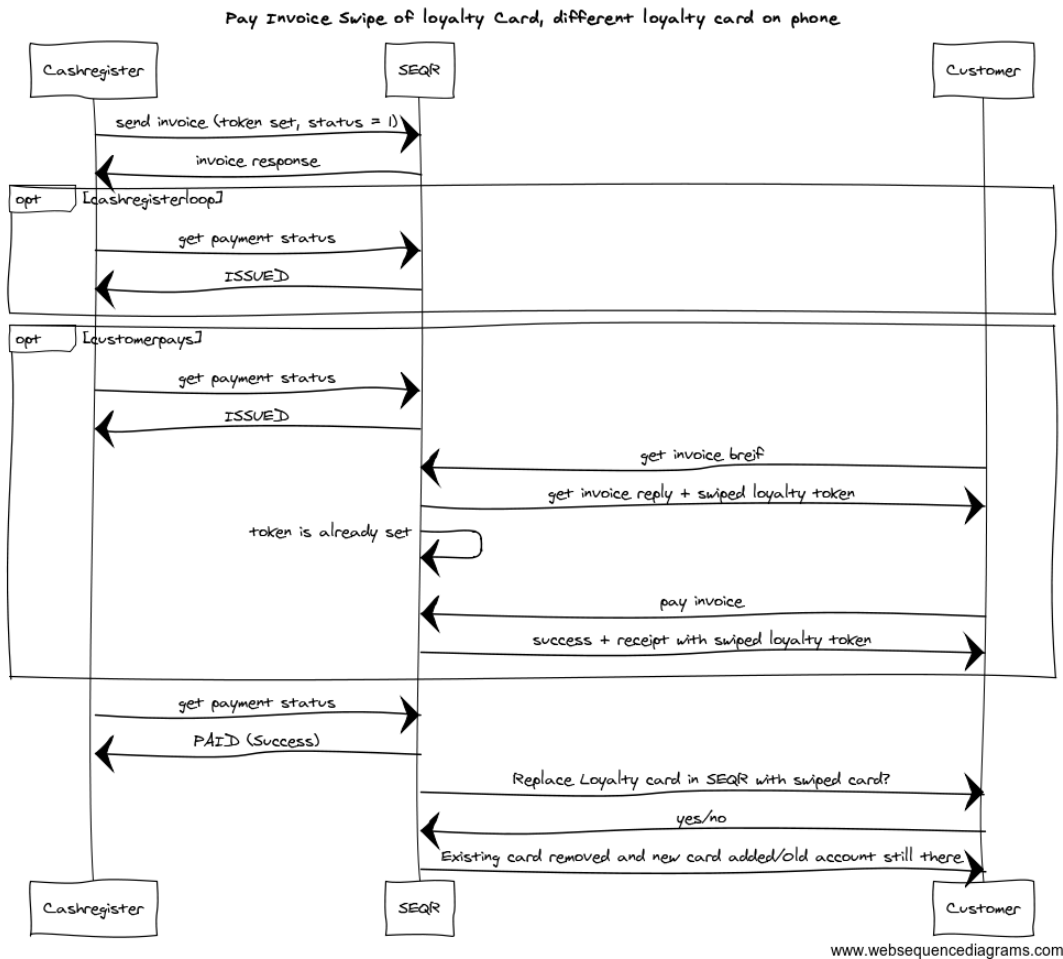 Pay Invoice Swipe of loyalty Card, different loyalty card on phone
Cashregister
SEQR
Customer
send invoice (token set, status = 1)
invoice response
opt
[cashregisterloop]
get payment status
ISSUED
opt
[customerpays]
get payment status
ISSUED
get invoice breif
get invoice reply + swiped loyalty token
token is already set
pay invoice
success + receipt with swiped loyalty token
get payment status
PAID (Success)
Replace Loyalty card in SEQR with swiped card?
yes/no
Existing card removed and new card added/old account still there
Cashregister
SEQR
Customer
www.websequencediagrams.com